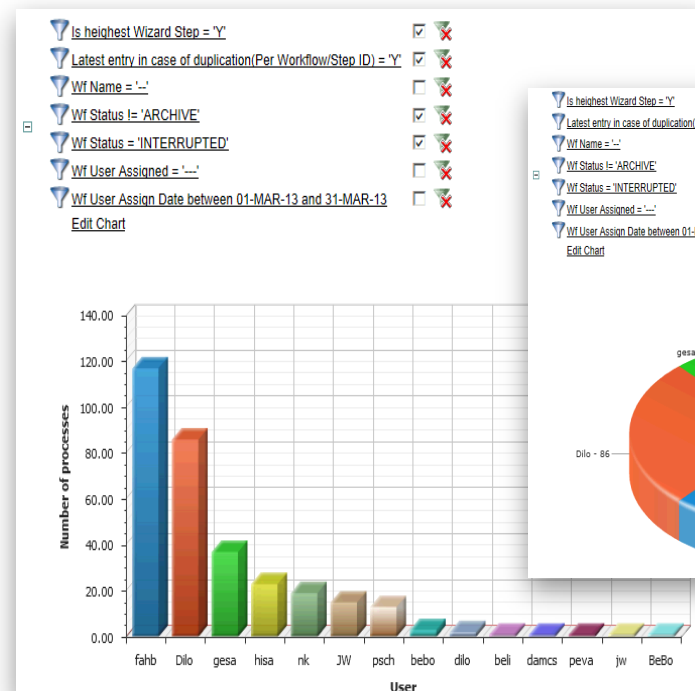 Is heighest Wizard Step = 'Y'
Latest entry in case of duplication(Per Workflow/Step ID) = 'Y'
Wf Name = '--'
Wf Status != 'ARCHIVE'
Wf Status = 'INTERRUPTED'
Wf User Assigned = '---'
Wf User Assign Date between 01-MAR-13 and 31-MAR-13
Edit Chart
140.00
120.00
100.00
80.00
60.00
40.00
20.00
0.00
Number of processes
fahb Dilo gesa hisa nk JW psch bebo dilo beli damcs peva jw BeBo
User
Is heighest Wizard Step = 'Y'
Latest entry in case of duplication(
Wf Name = '--'
Wf Status != 'ARCHIVE'
Wf Status = 'INTERRUPTED'
Wf User Assigned = '---'
Wf User Assign Date between 01-
Edit Chart
gesa
Dilo - 86